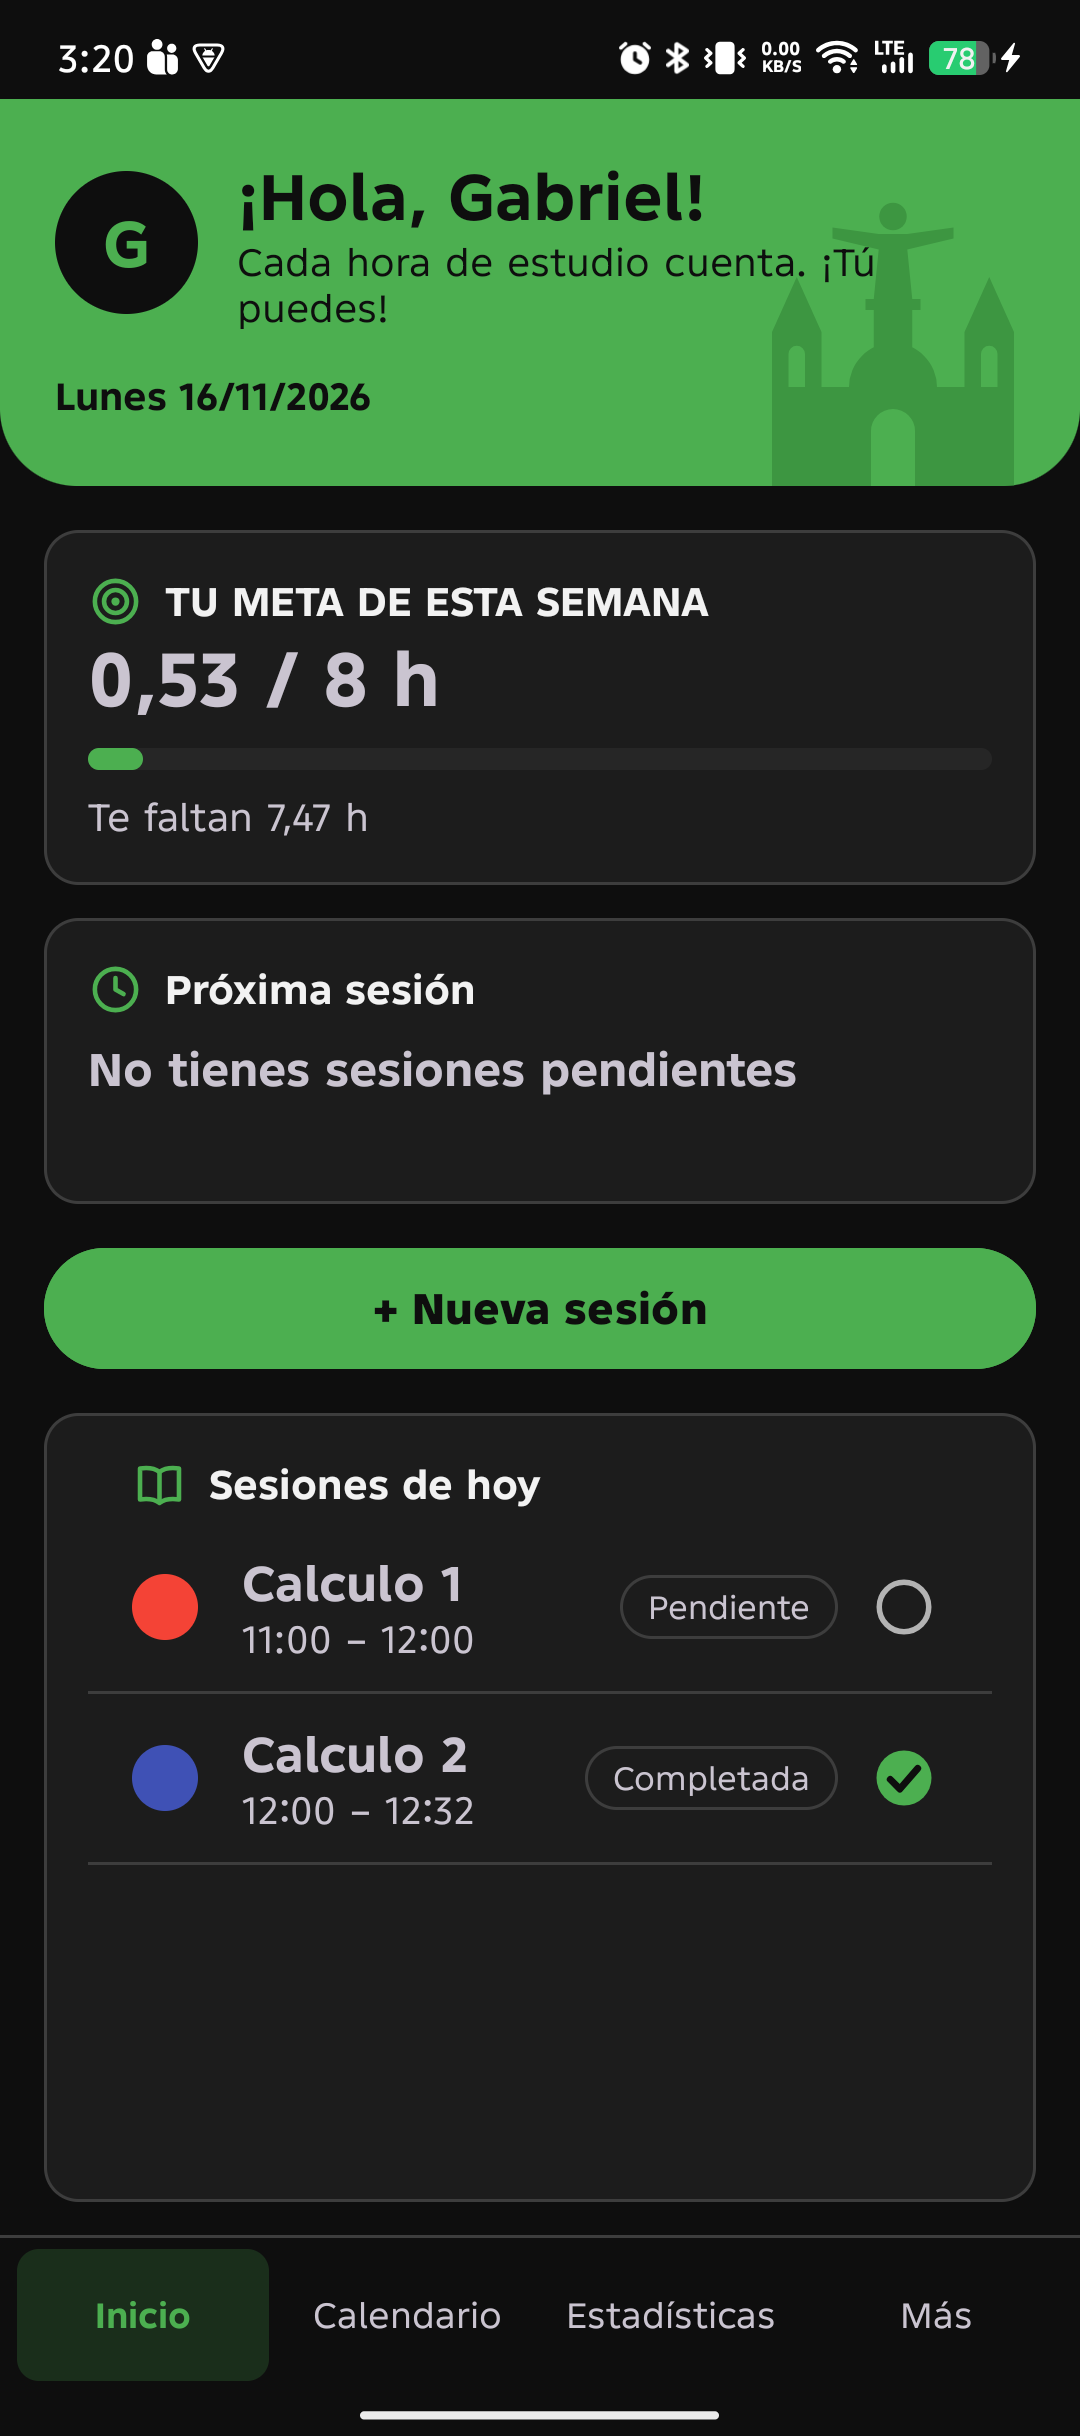 3:20
0.00
KB/S
LTE
78
G
¡Hola, Gabriel!
Cada hora de estudio cuenta. ¡Tú
puedes!
Lunes 16/11/2026
TU META DE ESTA SEMANA
0,53 / 8 h
Te faltan 7,47 h
Próxima sesión
No tienes sesiones pendientes
+ Nueva sesión
Sesiones de hoy
Calculo 1
Pendiente
11:00 – 12:00
Calculo 2
Completada
12:00 – 12:32
Inicio
Calendario
Estadísticas
Más